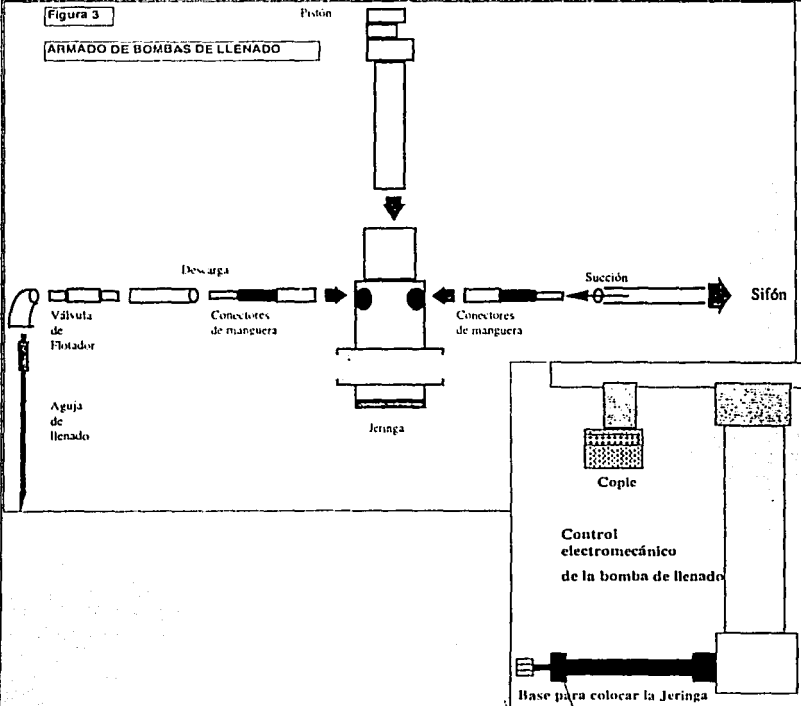 Figura 3
Pistón
ARMADO DE BOMBAS DE LLENADO
Descarga
Succión
Sifón
Válvula
de
Flotador
Conectores
de manguera
Conectores
de manguera
Aguja
de
llenado
Jeringa
Cople
Control
electromecánico
de la bomba de llenado
Base para colocar la Jeringa